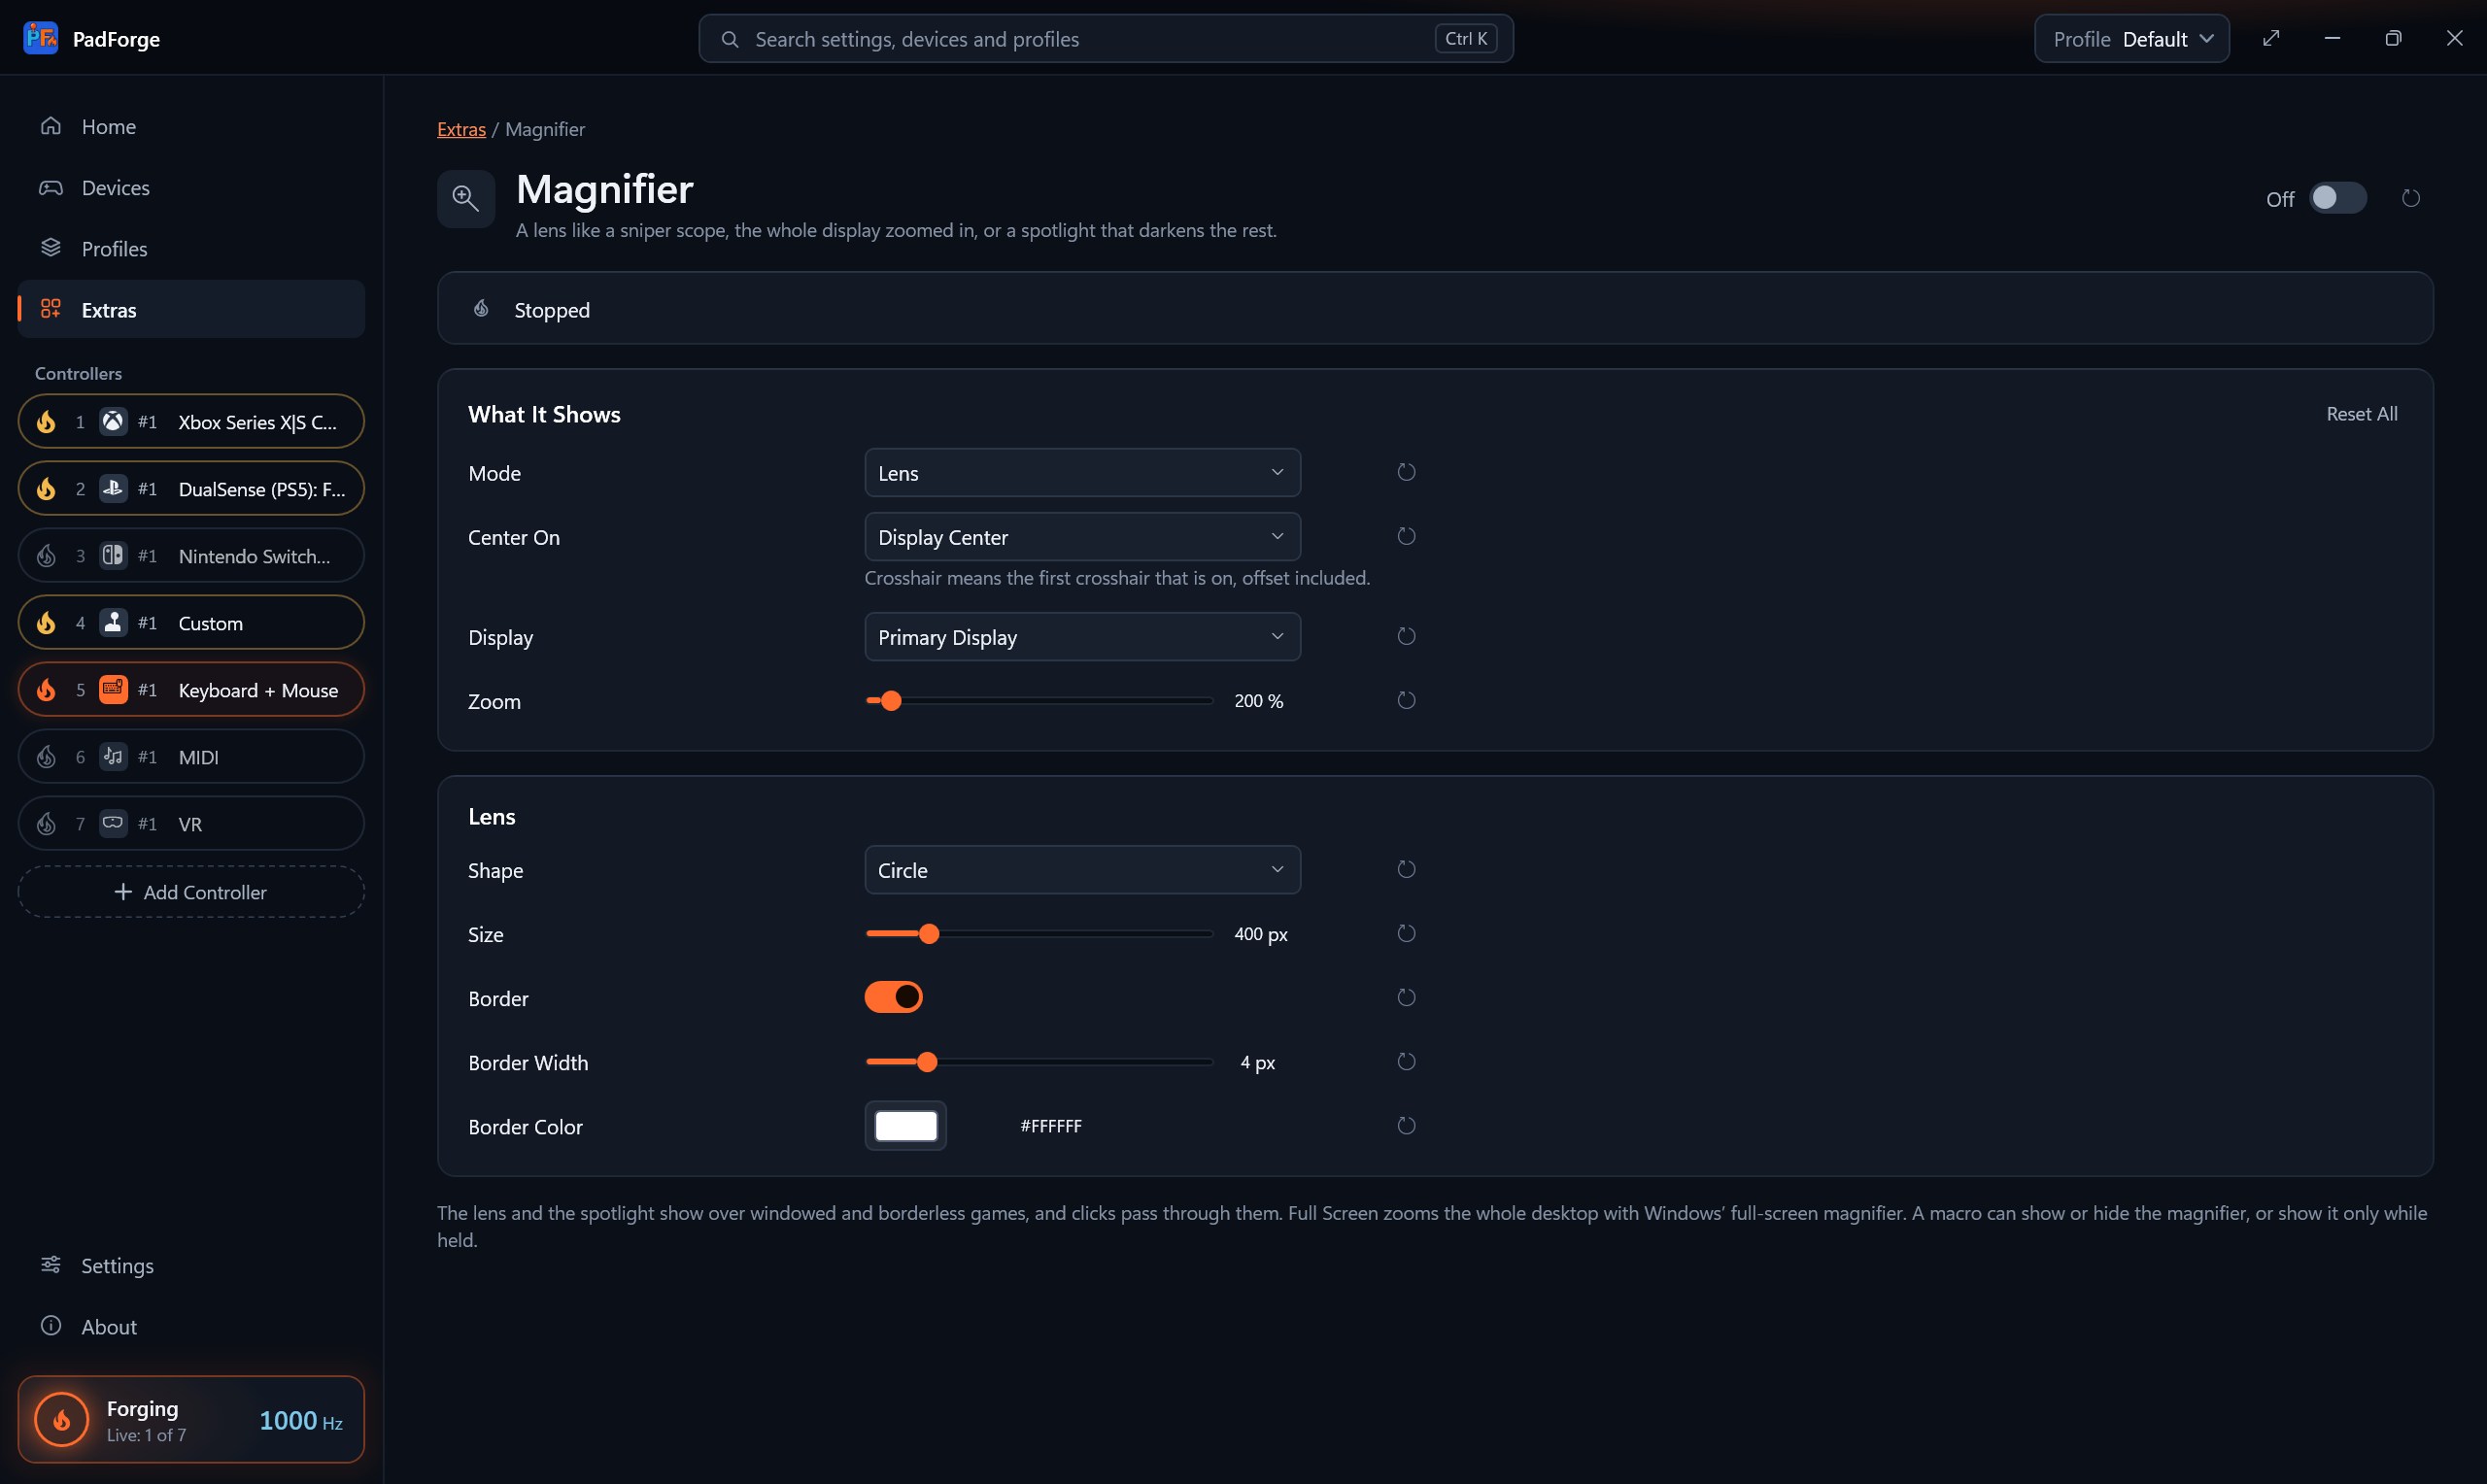 PadForge
Search settings, devices and profiles
Ctrl K
Profile Default
Home
Devices
Profiles
Extras
Controllers
1 #1 Xbox Series X|S C...
2 #1 DualSense (PS5): F...
3 #1 Nintendo Switch...
4 #1 Custom
5 #1 Keyboard + Mouse
6 #1 MIDI
7 #1 VR
Add Controller
Settings
About
Forging
Live: 1 of 7
1000 Hz
Extras / Magnifier
Magnifier
A lens like a sniper scope, the whole display zoomed in, or a spotlight that darkens the rest.
Off
Stopped
What It Shows
Reset All
Mode
Lens
Center On
Display Center
Crosshair means the first crosshair that is on, offset included.
Display
Primary Display
Zoom
200 %
Lens
Shape
Circle
Size
400 px
Border
Border Width
4 px
Border Color
#FFFFFF
The lens and the spotlight show over windowed and borderless games, and clicks pass through them. Full Screen zooms the whole desktop with Windows’ full-screen magnifier. A macro can show or hide the magnifier, or show it only while
held.